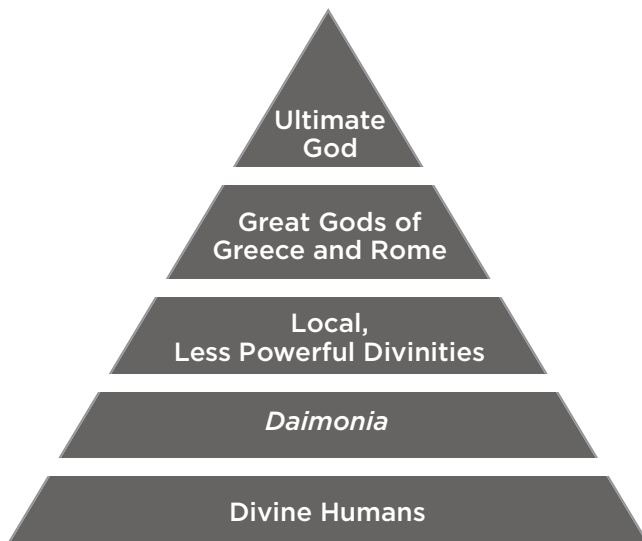 Ultimate
God
Great Gods of
Greece and Rome
Local,
Less Powerful Divinities
Daimonia
Divine Humans